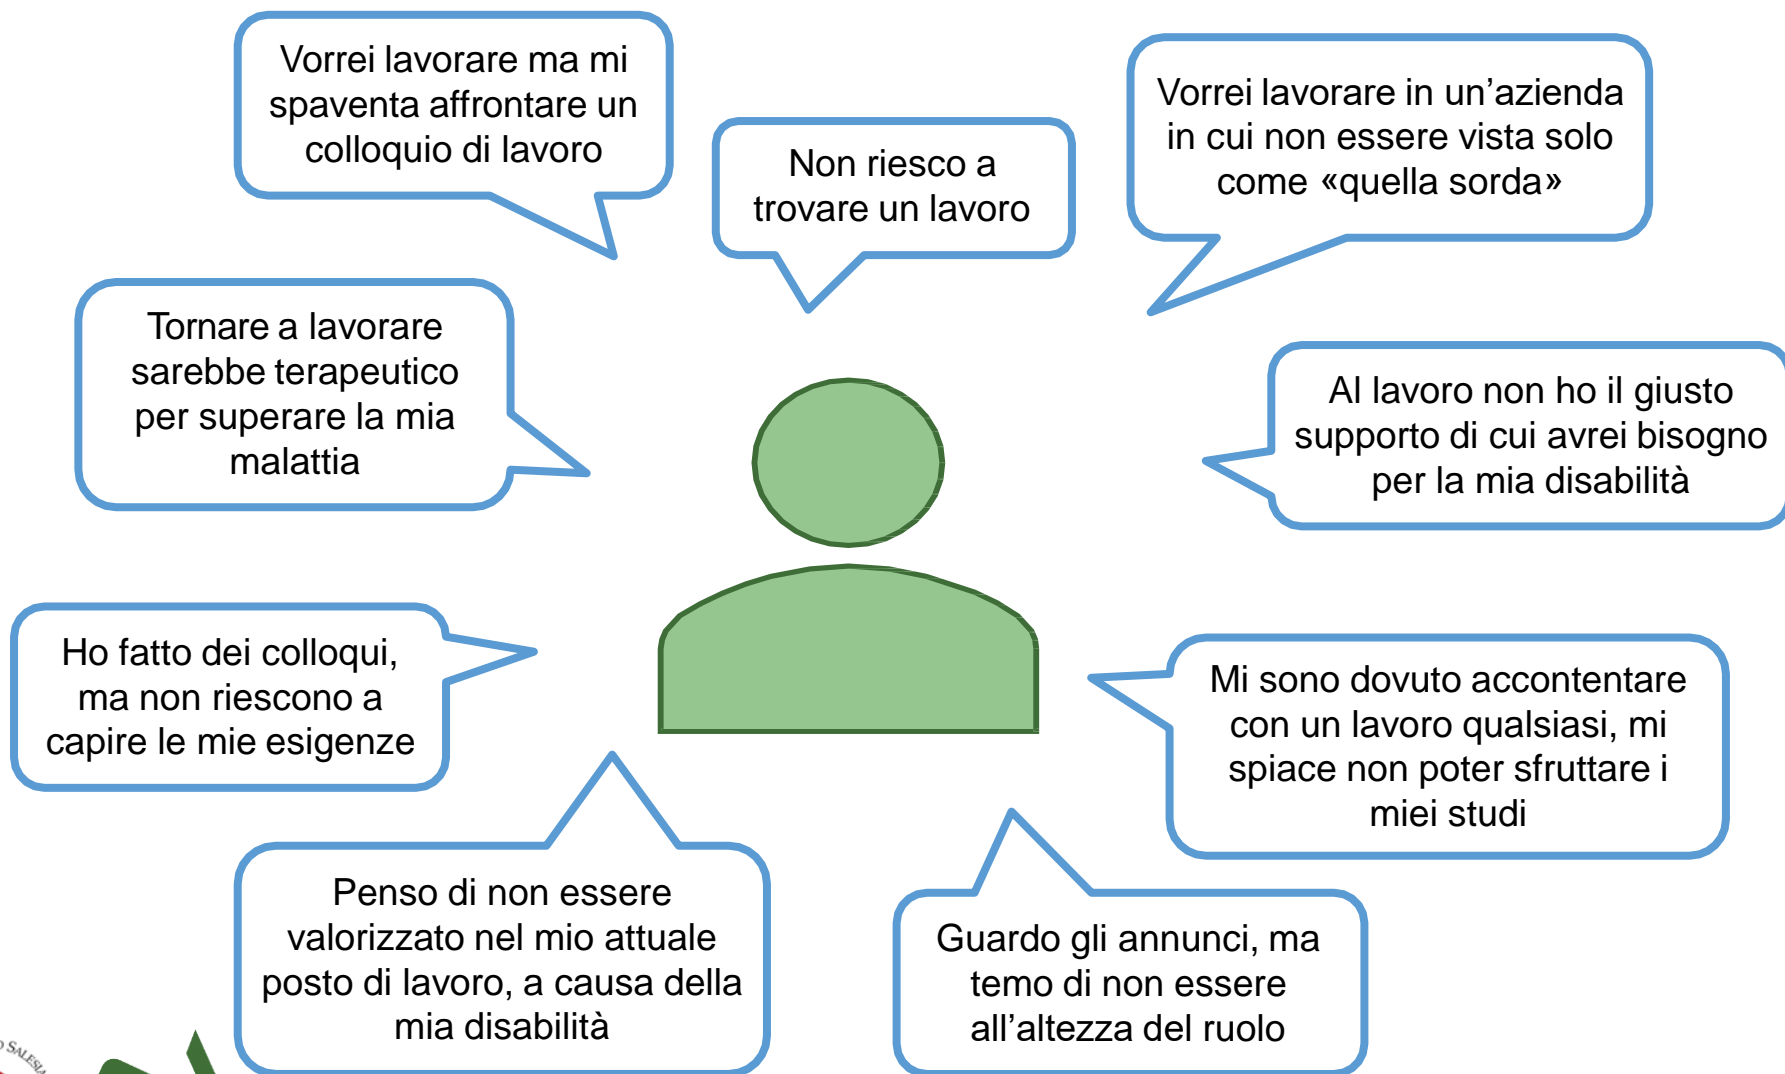 Vorrei lavorare ma mi
spaventa affrontare un
colloquio di lavoro
Non riesco a
trovare un lavoro
Vorrei lavorare in un’azienda
in cui non essere vista solo
come «quella sorda»
Tornare a lavorare
sarebbe terapeutico
per superare la mia
malattia
Al lavoro non ho il giusto
supporto di cui avrei bisogno
per la mia disabilità
Ho fatto dei colloqui,
ma non riescono a
capire le mie esigenze
Mi sono dovuto accontentare
con un lavoro qualsiasi, mi
spiace non poter sfruttare i
miei studi
Penso di non essere
valorizzato nel mio attuale
posto di lavoro, a causa della
mia disabilità
Guardo gli annunci, ma
temo di non essere
all’altezza del ruolo